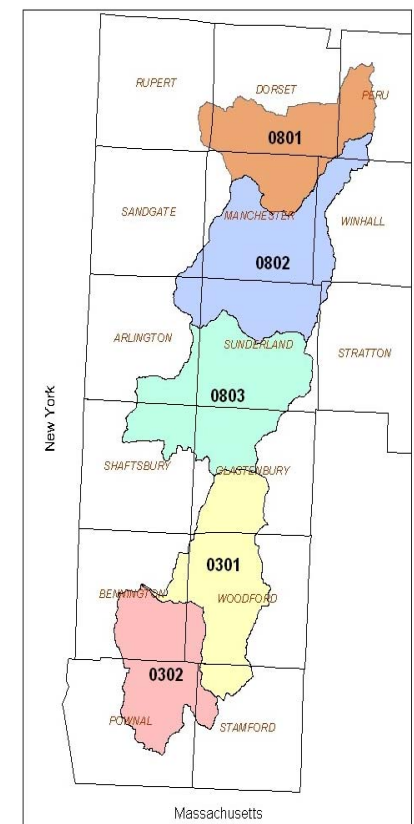 RUPERT
DORSET
PERU
0801
SANDGATE
MANCHESTER
WINHALL
0802
ARLINGTON
SUNDERLAND
STRATTON
0803
New York
SHAFTSBURY
GLASTENBURY
0301
BENNINGTON
WOODFORD
0302
POWNAL
STAMFORD
Massachusetts